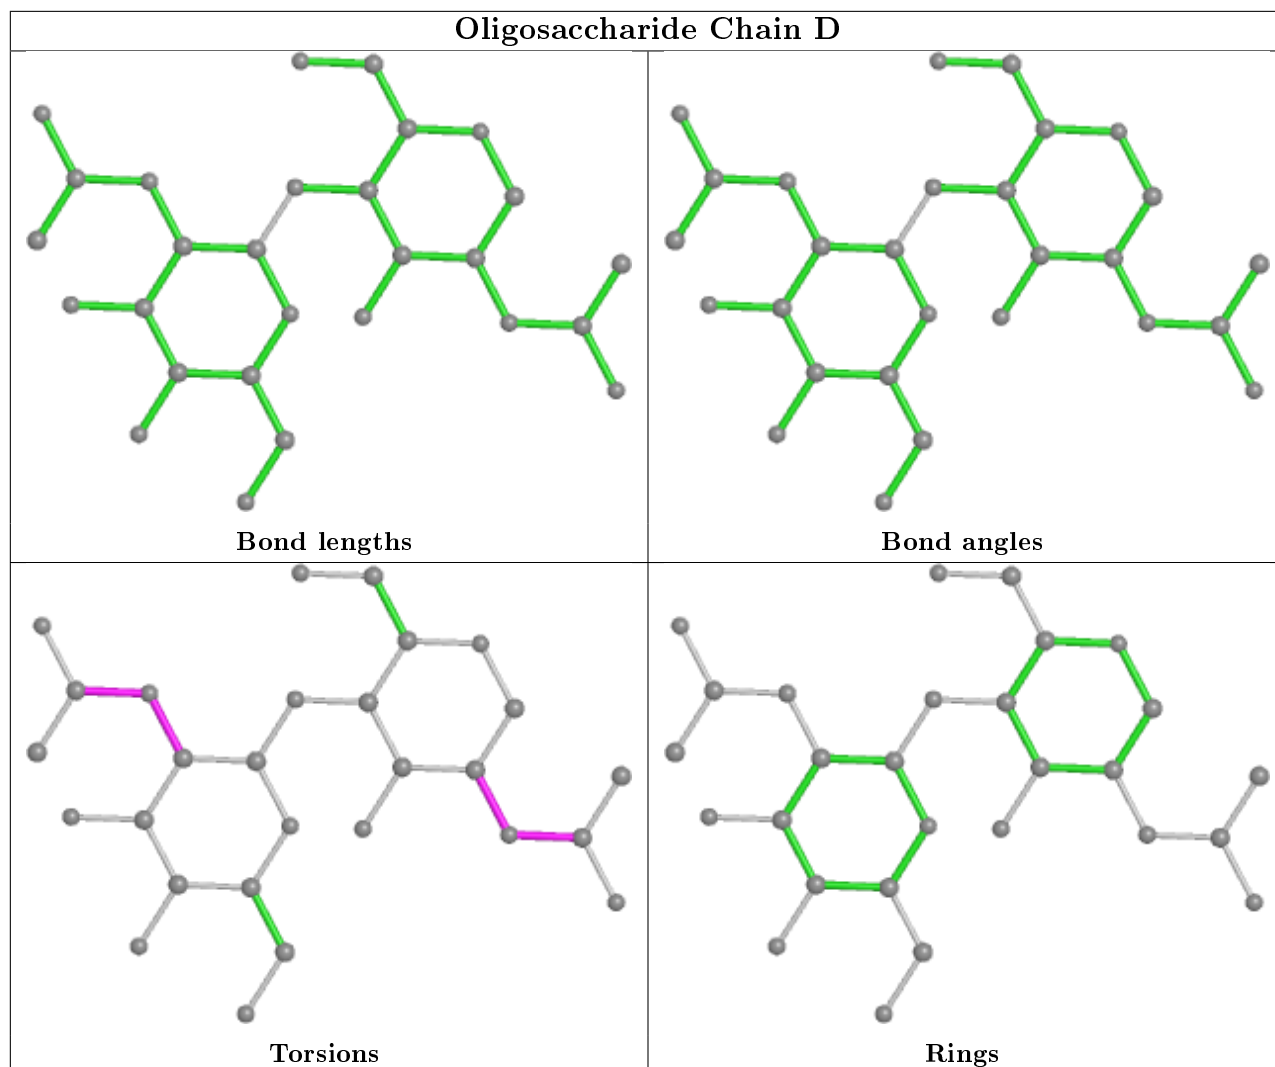 Oligosaccharide Chain D
Bond lengths
Bond angles
Torsions
Rings